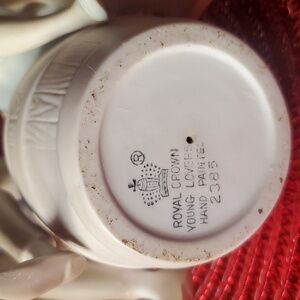 ®
ROYAL CROWN
YOUNG LOVERS
HAND PAINTED
2385